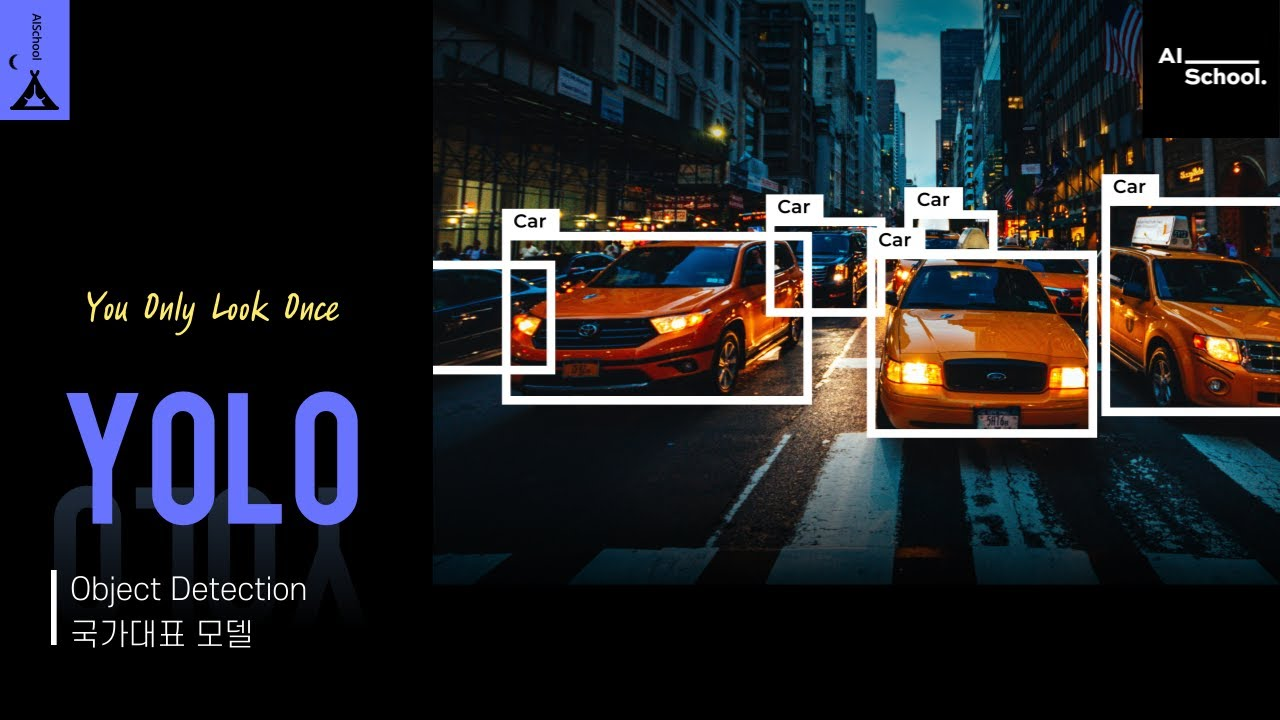 AISchool
AI
School.
Car
Car
Car
Car
Car
You Only Look Once
YOLO
Object Detection
국가대표 모델